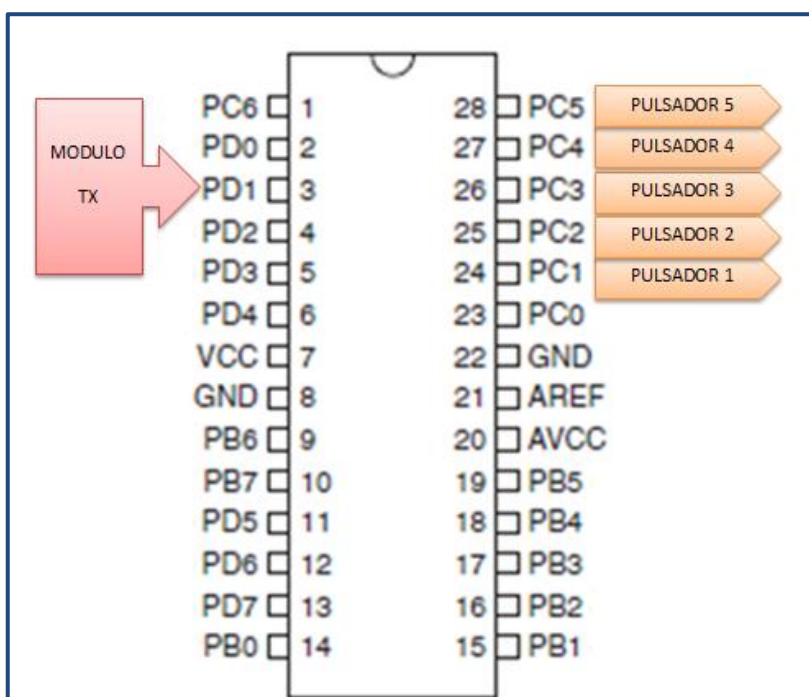 MODULO
TX
PC6 1 28 PC5 PULSADOR 5
PD0 2 27 PC4 PULSADOR 4
PD1 3 26 PC3 PULSADOR 3
PD2 4 25 PC2 PULSADOR 2
PD3 5 24 PC1 PULSADOR 1
PD4 6 23 PC0
VCC 7 22 GND
GND 8 21 AREF
PB6 9 20 AVCC
PB7 10 19 PB5
PD5 11 18 PB4
PD6 12 17 PB3
PD7 13 16 PB2
PB0 14 15 PB1